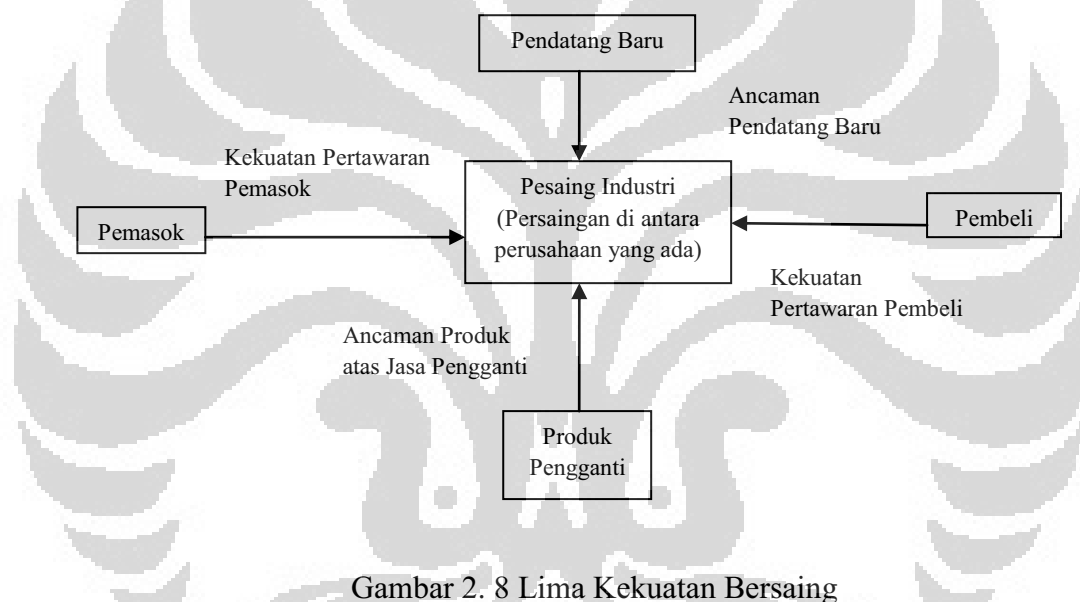 Pendatang Baru
Ancaman
Pendatang Baru
Kekuatan Pertawaran
Pemasok
Pesaing Industri
(Persaingan di antara
perusahaan yang ada)
Pemasok
Pembeli
Kekuatan
Pertawaran Pembeli
Ancaman Produk
atas Jasa Pengganti
Produk
Pengganti
Gambar 2. 8 Lima Kekuatan Bersaing